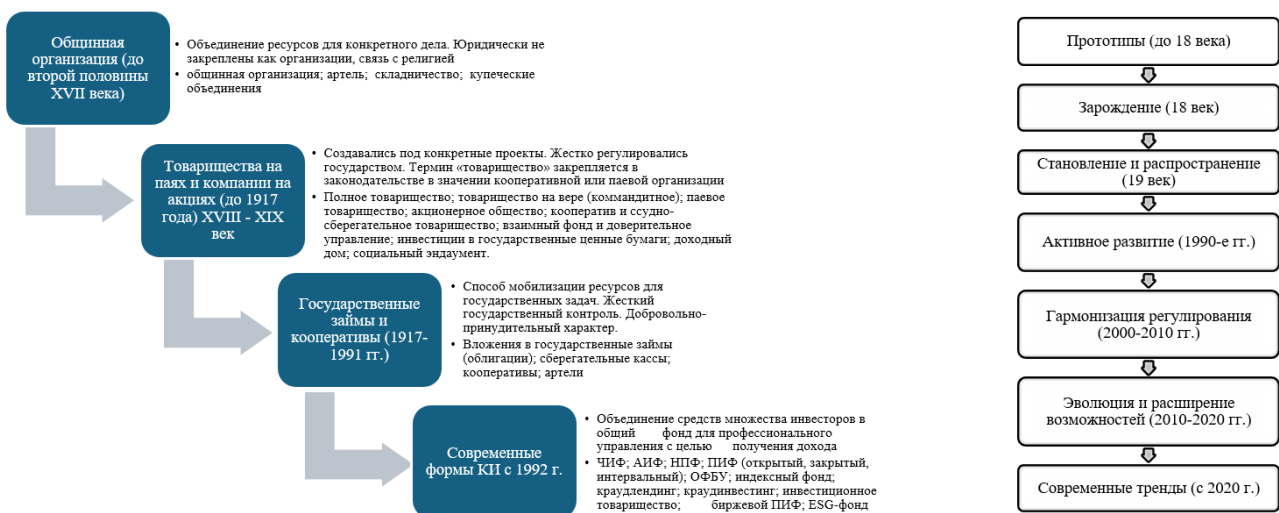 Общинная
организация (до
второй половины
XVII века)
• Объединение ресурсов для конкретного дела. Юридически не
закреплены как организации, связь с религией
• общинная организация; артель; складничество; купеческие
объединения
Товарищества на
паях и компании на
акциях (до 1917
года) XVIII - XIX
век
• Создавались под конкретные проекты. Жестко регулировались
государством. Термин «товарищество» закрепляется в
законодательстве в значении кооперативной или паевой организации
• Полное товарищество; товарищество на вере (коммандитное); паевое
товарищество; акционерное общество; кооператив и ссудно-
сберегательное товарищество; взаимный фонд и доверительное
управление; инвестиции в государственные ценные бумаги; доходный
дом; социальный эндаумент.
Государственные
займы и
кооперативы (1917-
1991 гг.)
• Способ мобилизации ресурсов для
государственных задач. Жесткий
государственный контроль. Добровольно-
принудительный характер.
• Вложения в государственные займы
(облигации); сберегательные кассы;
кооперативы; артели
Современные
формы КИ с 1992 г.
• Объединение средств множества инвесторов в
общий фонд для профессионального
управления с целью получения дохода
• ЧИФ; АИФ; НПФ; ПИФ (открытый, закрытый,
интервальный); ОФБУ; индексный фонд;
краудлендинг; краудинвестинг; инвестиционное
товарищество; биржевой ПИФ; ESG-фонд
Прототипы (до 18 века)
Зарождение (18 век)
Становление и распространение
(19 век)
Активное развитие (1990-е гг.)
Гармонизация регулирования
(2000-2010 гг.)
Эволюция и расширение
возможностей (2010-2020 гг.)
Современные тренды (с 2020 г.)